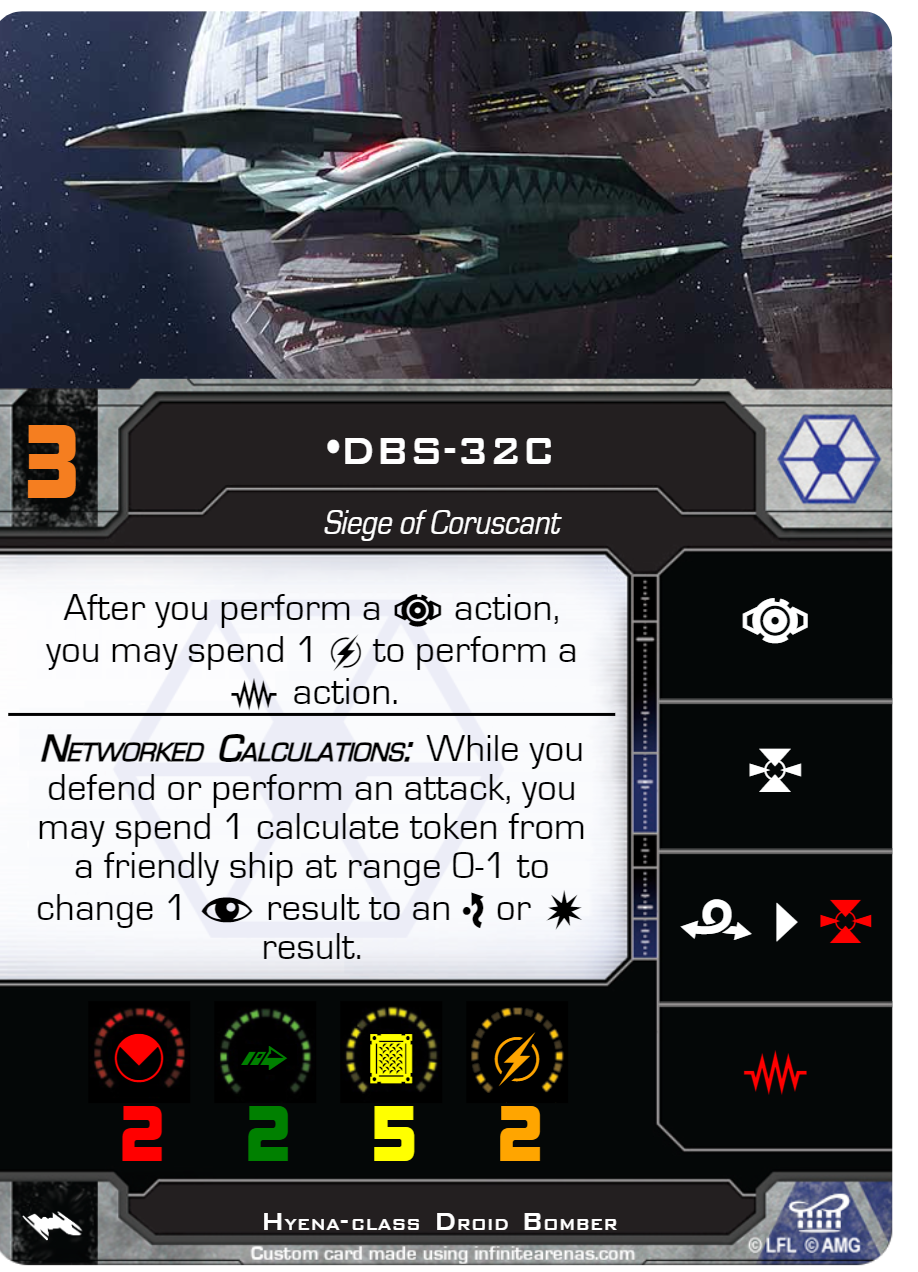 3
•DBS-32C
Siege of Coruscant
After you perform a action,
you may spend 1 to perform a
action.
NETWORKED CALCULATIONS: While you
defend or perform an attack, you
may spend 1 calculate token from
a friendly ship at range 0-1 to
change 1 result to an or
result.
2 2 5 2
HYENA-CLASS DROID BOMBER
© LFL © AMG
Custom card made using infinitearenas.com